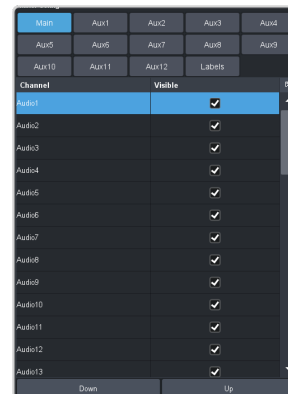 Main Aux1 Aux2 Aux3 Aux4
Aux5 Aux6 Aux7 Aux8 Aux9
Aux10 Aux11 Aux12 Labels
Channel Visible
Audio1
Audio2
Audio3
Audio4
Audio5
Audio6
Audio7
Audio8
Audio9
Audio10
Audio11
Audio12
Audio13
Down Up